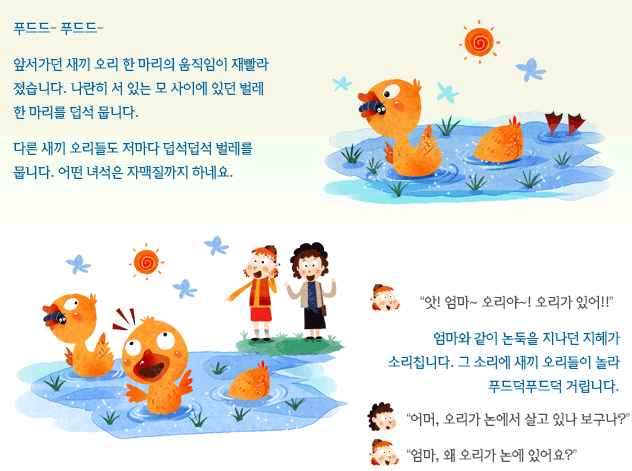 푸드드- 푸드드-
앞서가던 새끼 오리 한 마리의 움직임이 재빨라
졌습니다. 나란히 서 있는 모 사이에 있던 벌레
한 마리를 덥석 뭅니다.
다른 새끼 오리들도 저마다 덥석덥석 벌레를
뭅니다. 어떤 녀석은 자맥질까지 하네요.
“앗! 엄마~ 오리야~! 오리가 있어!!”
엄마와 같이 논둑을 지나던 지혜가
소리칩니다. 그 소리에 새끼 오리들이 놀라
푸드덕푸드덕 거립니다.
“어머, 오리가 논에서 살고 있나 보구나?”
“엄마, 왜 오리가 논에 있어요?”